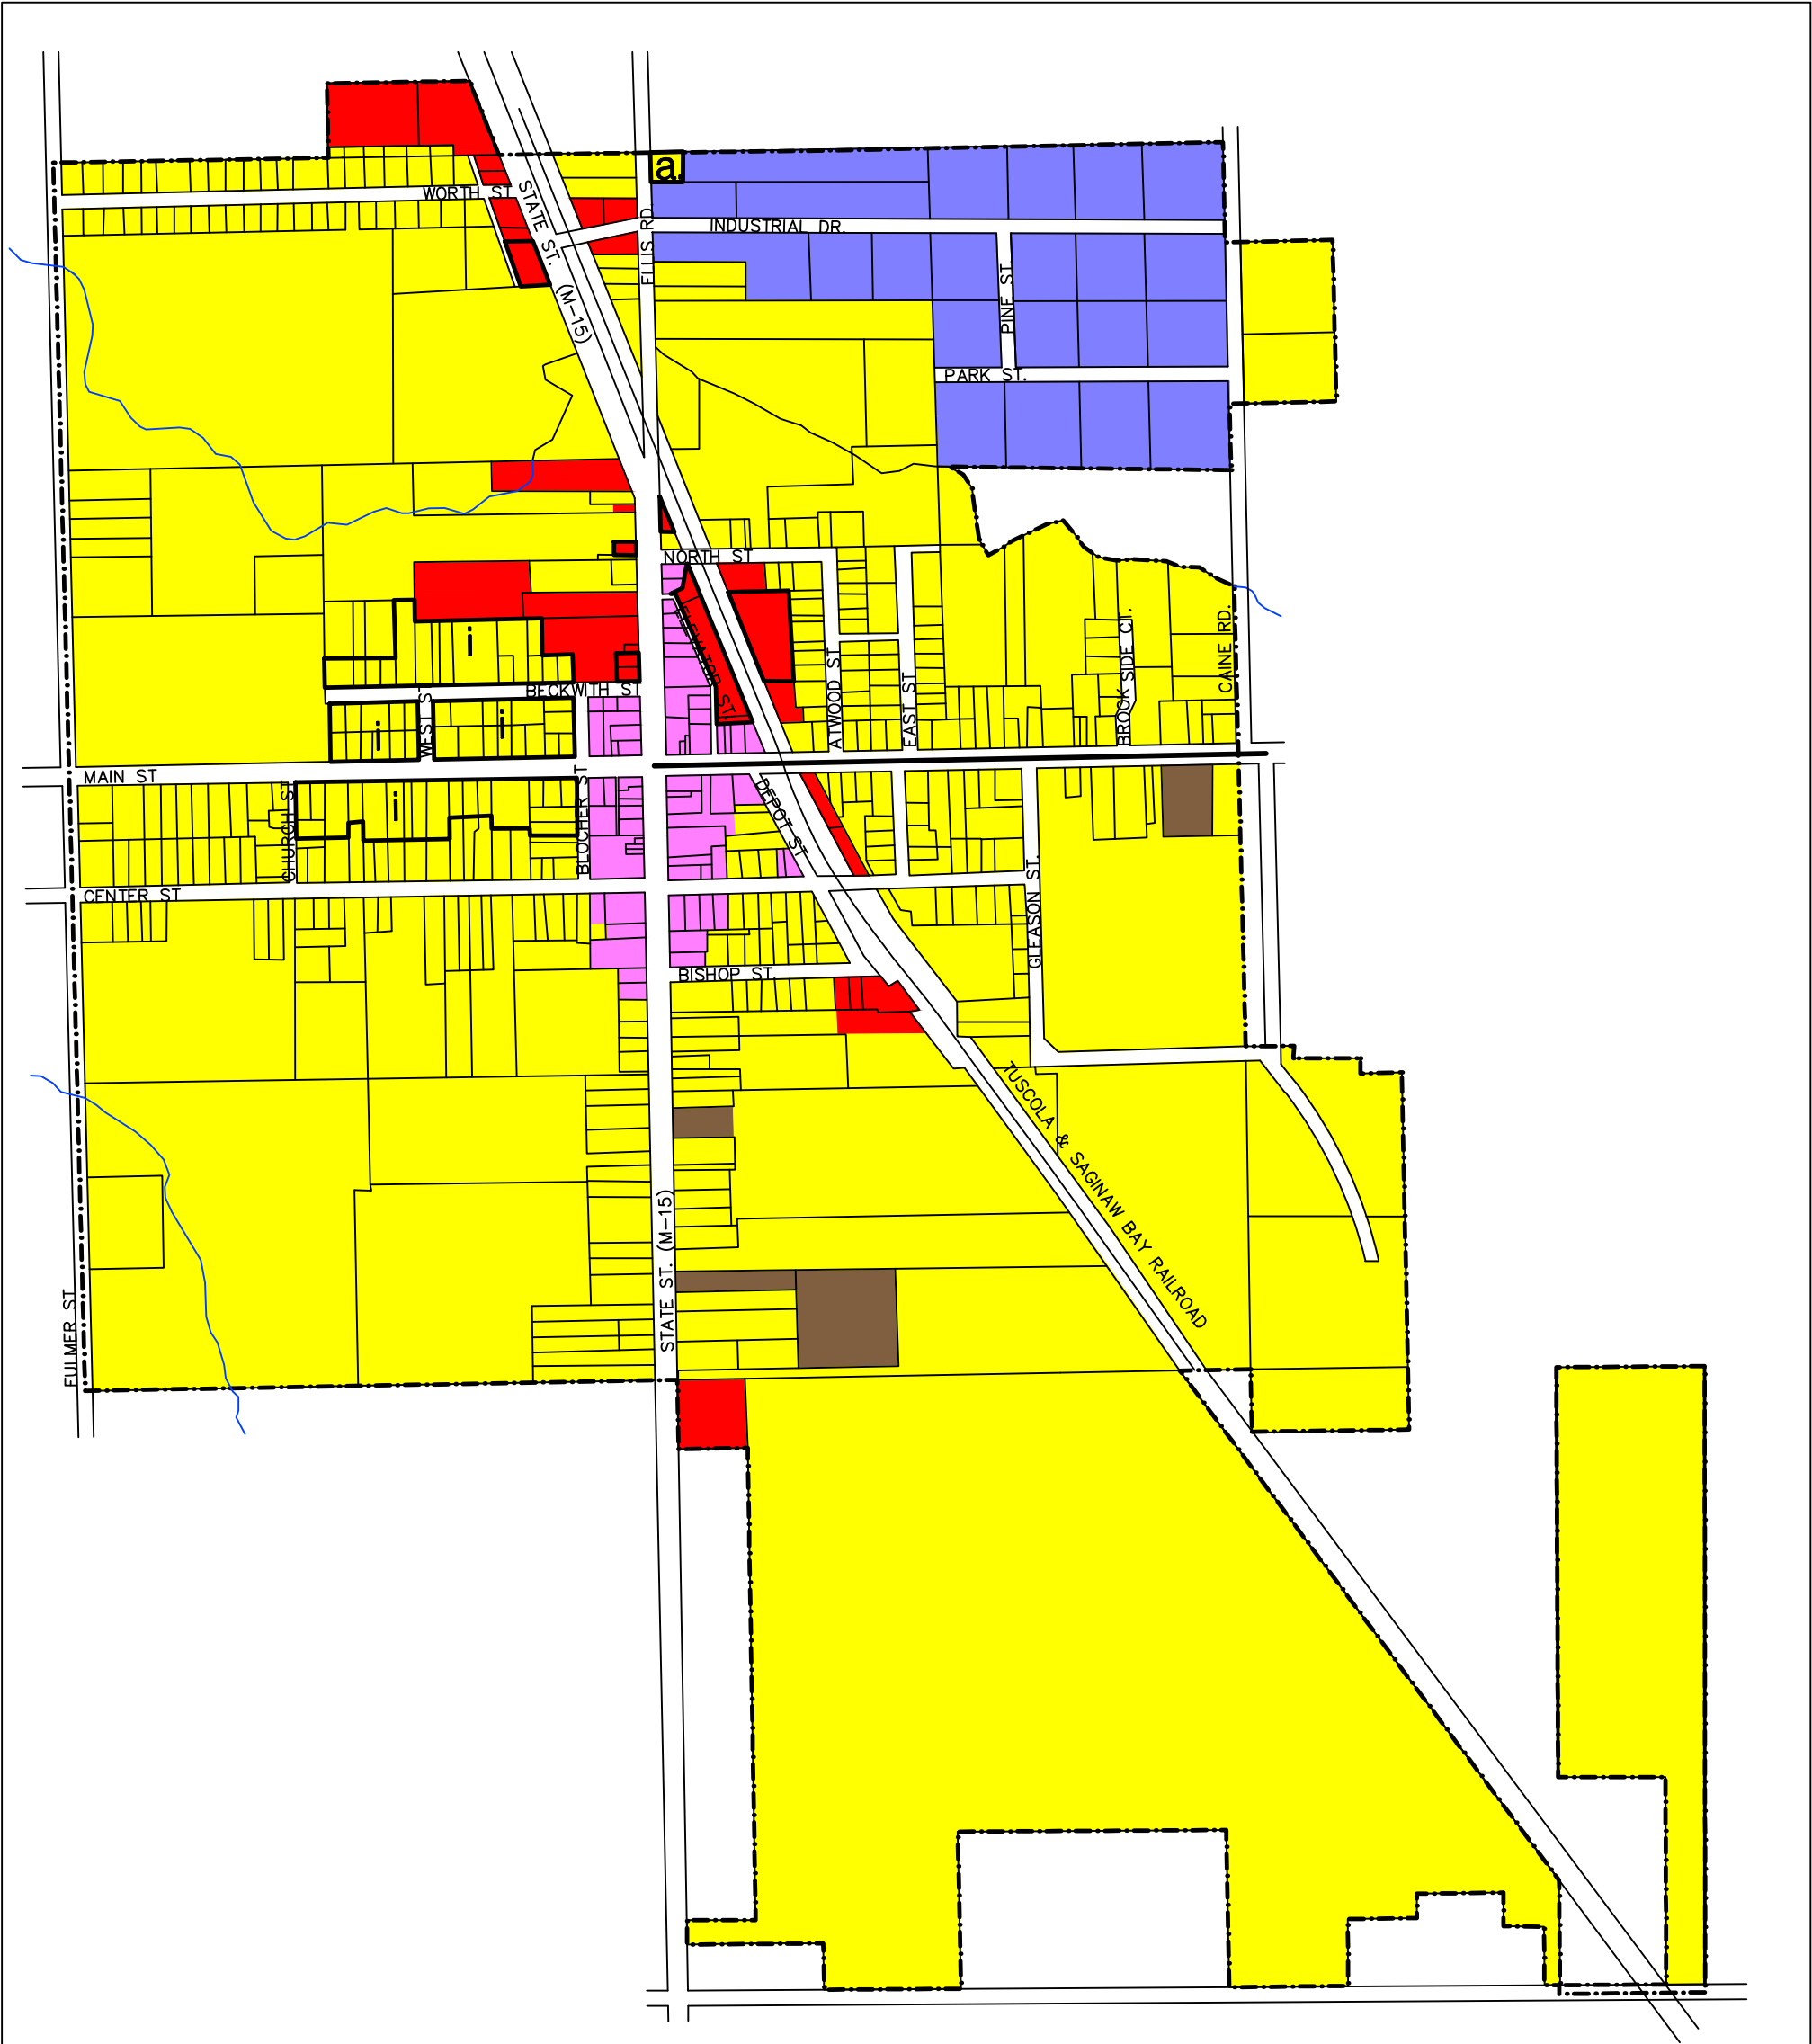 a.
WORTH ST
STATE ST. (M-15)
ELLIS RD.
INDUSTRIAL DR.
PINE ST.
PARK ST.
NORTH ST
ELEVATOR ST.
i
BECKWITH ST
WEST ST
i
i
ATWOOD ST
EAST ST
BROOK SIDE CT.
CAINE RD.
MAIN ST
CHURCH ST
i
BLOCHER ST
DEPOT ST
CENTER ST
GLEASON ST.
BISHOP ST.
TUSCOLA & SAGINAW BAY RAILROAD
STATE ST. (M-15)
FULMER ST